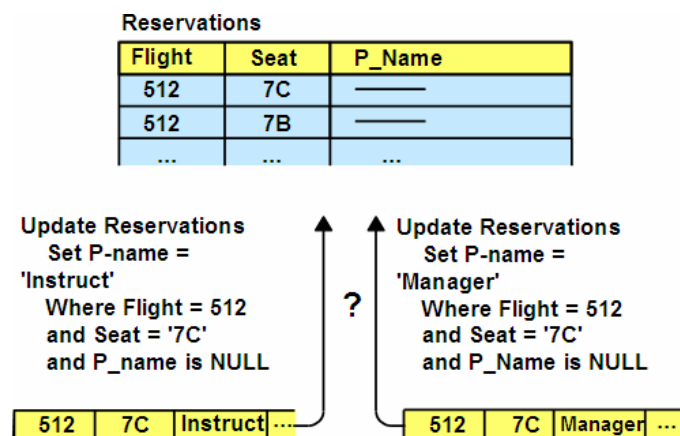 Reservations
Flight Seat P_Name
512 7C
512 7B
... ... ...
Update Reservations
Set P-name =
'Instruct'
Where Flight = 512
and Seat = '7C'
and P_name is NULL
?
Update Reservations
Set P-name =
'Manager'
Where Flight = 512
and Seat = '7C'
and P_Name is NULL
512 7C Instruct ...
512 7C Manager ...